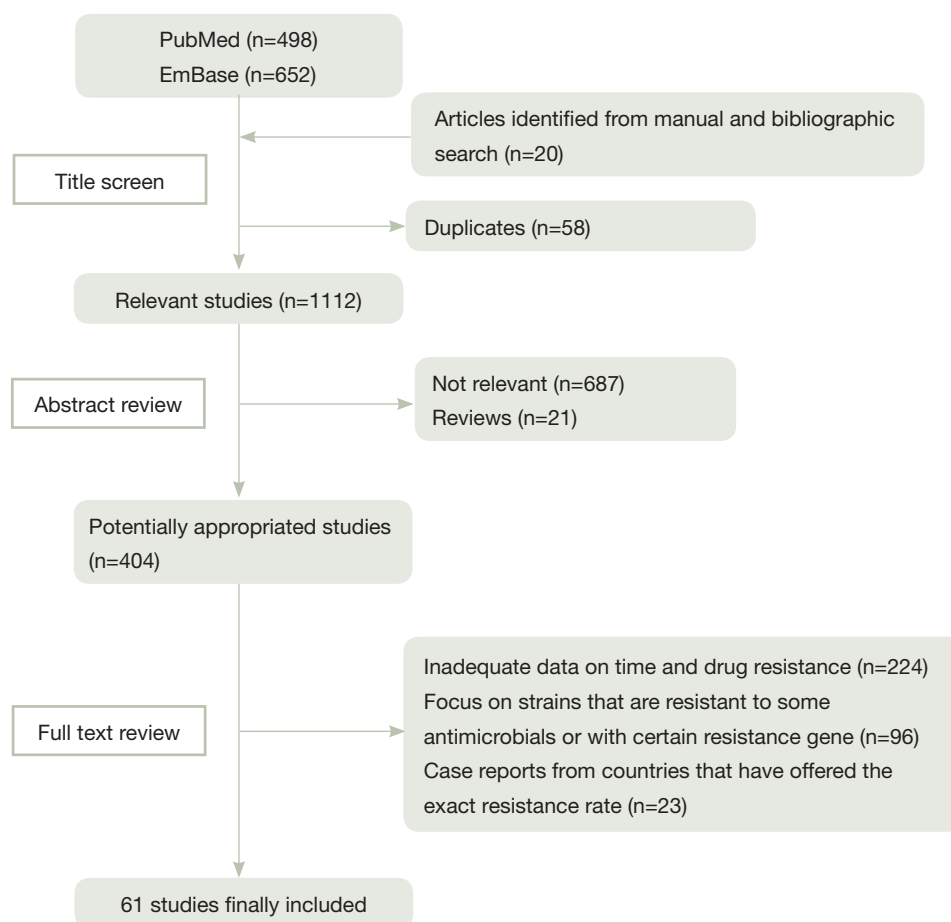 PubMed (n=498)
EmBase (n=652)
Articles identified from manual and bibliographic
search (n=20)
Title screen
Duplicates (n=58)
Relevant studies (n=1112)
Not relevant (n=687)
Reviews (n=21)
Abstract review
Potentially appropriated studies
(n=404)
Inadequate data on time and drug resistance (n=224)
Focus on strains that are resistant to some
antimicrobials or with certain resistance gene (n=96)
Case reports from countries that have offered the
exact resistance rate (n=23)
Full text review
61 studies finally included